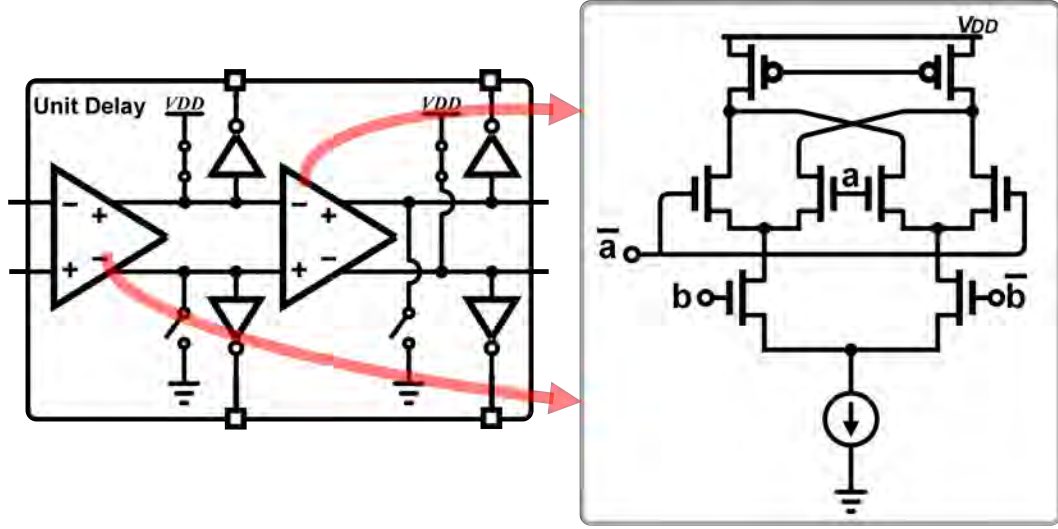 Unit Delay
VDD
VDD
− +
+ −
− +
+ −
VDD
a
a̅
b
b̅